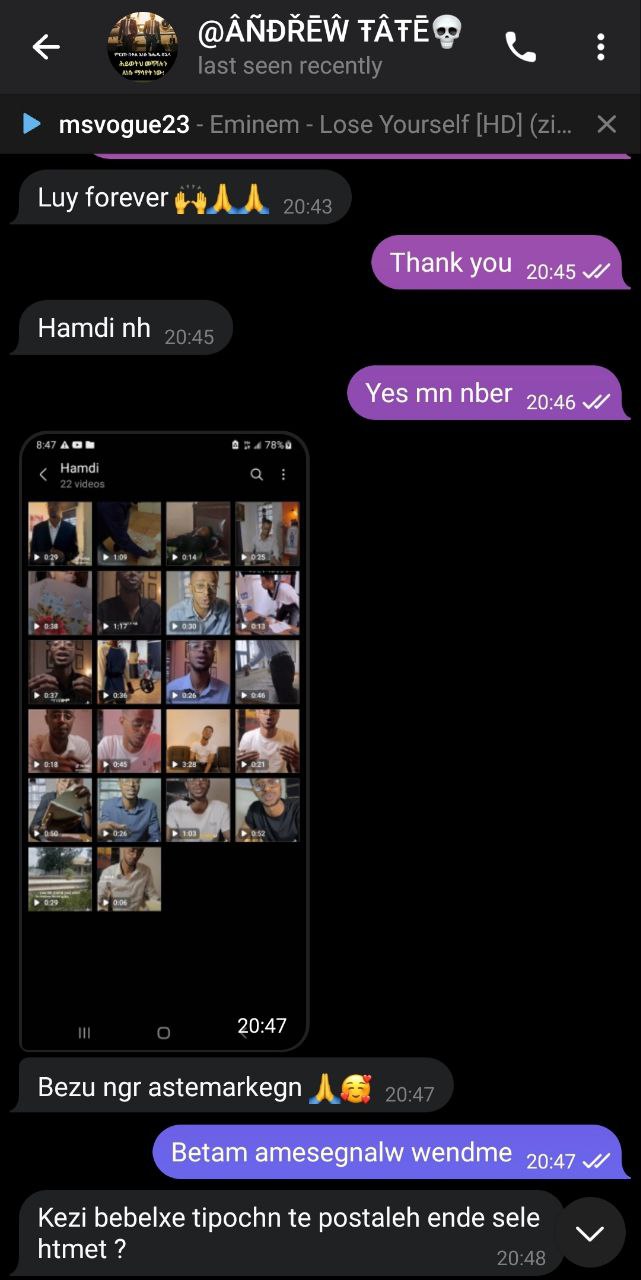 @ÂÑĐŘĒŴ ŦÂŦĒ💀
last seen recently
msvogue23 - Eminem - Lose Yourself [HD] (zi...
Luy forever 🙌🙏🙏 20:43
Thank you 20:45
Hamdi nh 20:45
Yes mn nber 20:46
8:47 78%
Hamdi
22 videos
0:29 1:09 0:14 0:25
0:38 1:17 0:30 0:13
0:37 0:36 0:26 0:46
0:18 0:45 3:28 0:21
0:50 0:26 1:03 0:52
0:29 0:06
20:47
Bezu ngr astemarkegn 🙏🥰 20:47
Betam amesegnalw wendme 20:47
Kezi bebelxe tipochn te postaleh ende sele
htmet ? 20:48